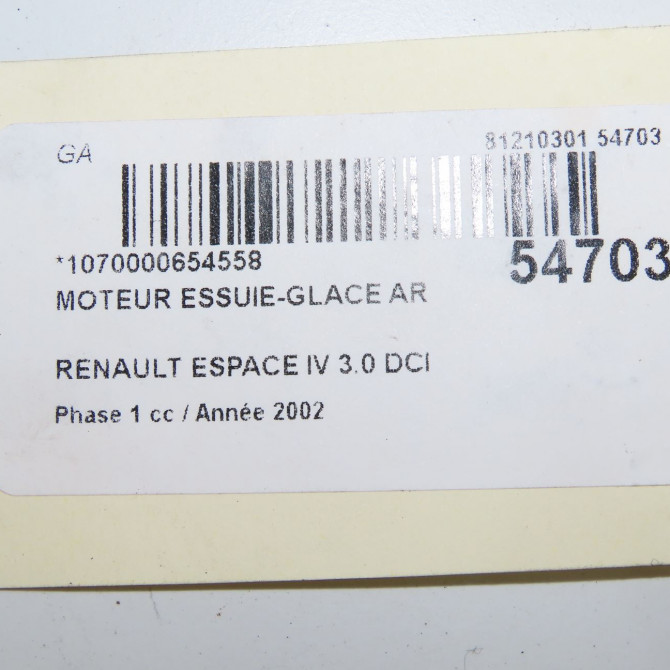 GA
81210301 54703
*1070000654558
54703
MOTEUR ESSUIE-GLACE AR
RENAULT ESPACE IV 3.0 DCI
Phase 1 cc / Année 2002